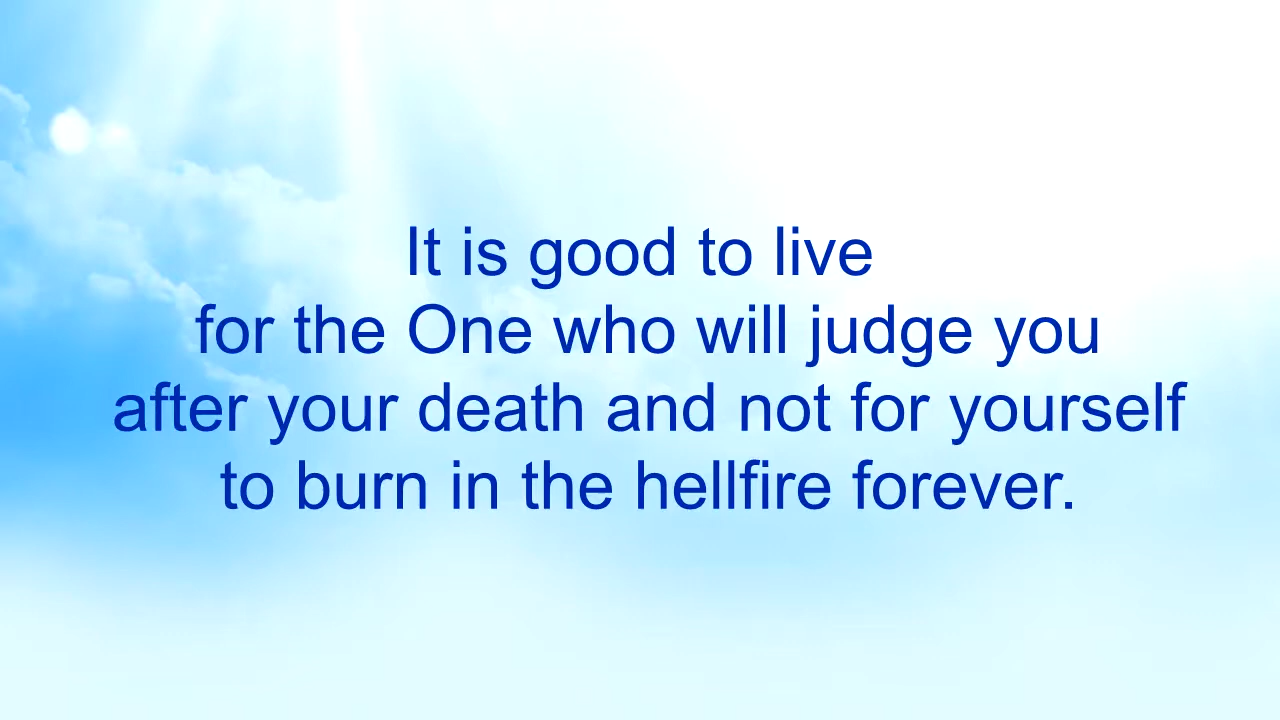 It is good to live
for the One who will judge you
after your death and not for yourself
to burn in the hellfire forever.